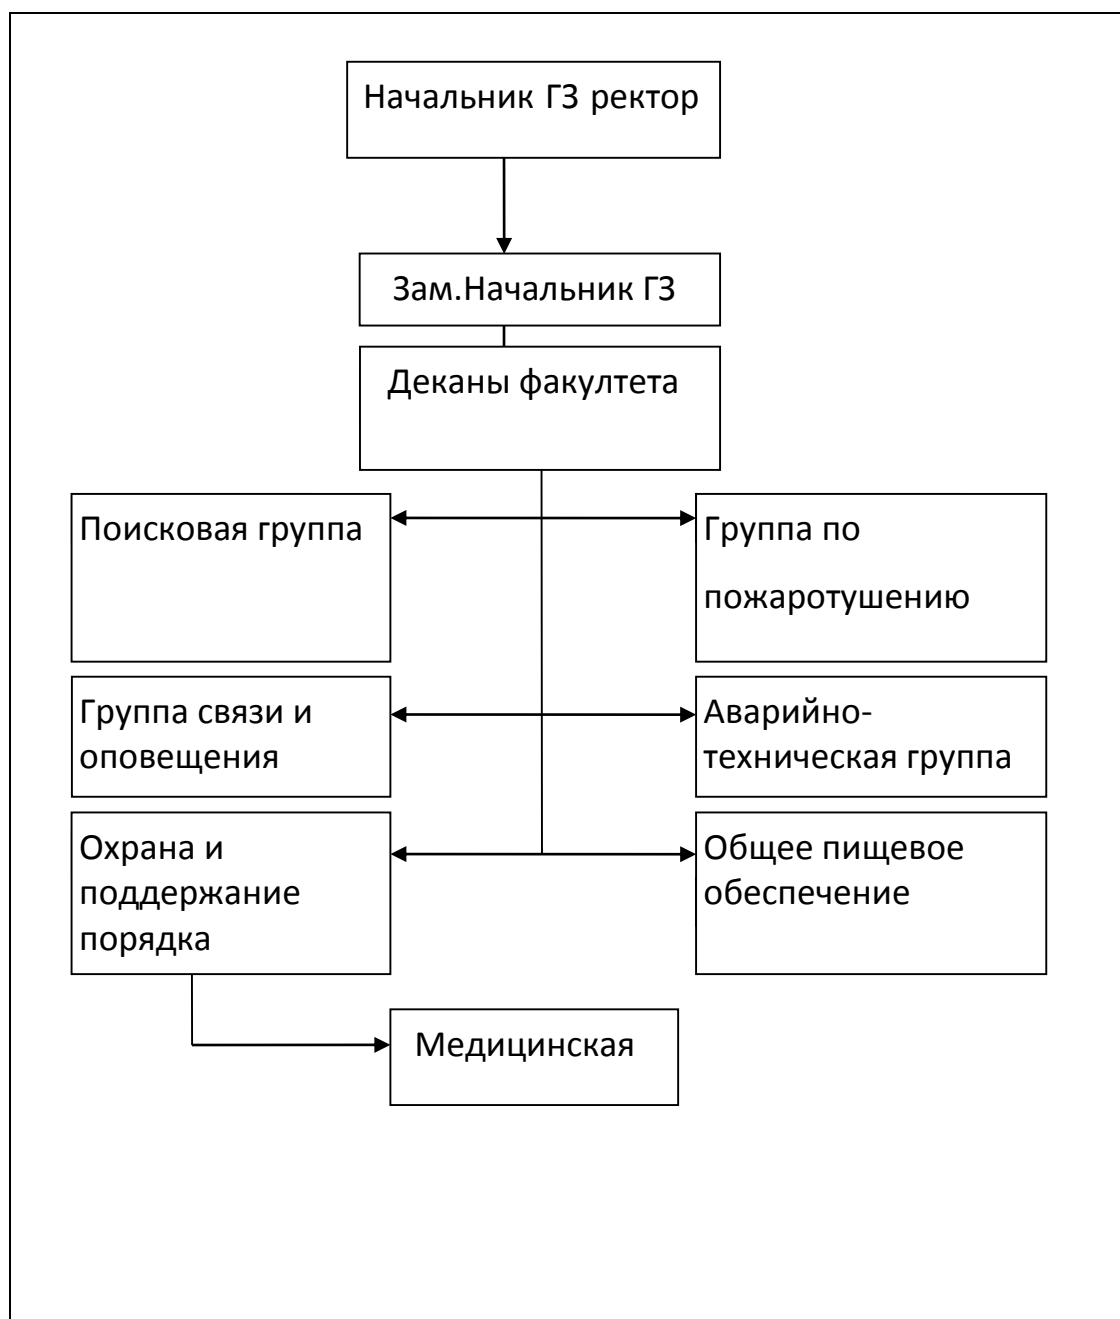 Начальник ГЗ ректор
Зам.Начальник ГЗ
Деканы факултета
Поисковая группа
Группа по
пожаротушению
Группа связи и
оповещения
Аварийно-
техническая группа
Охрана и
поддержание
порядка
Общее пищевое
обеспечение
Медицинская